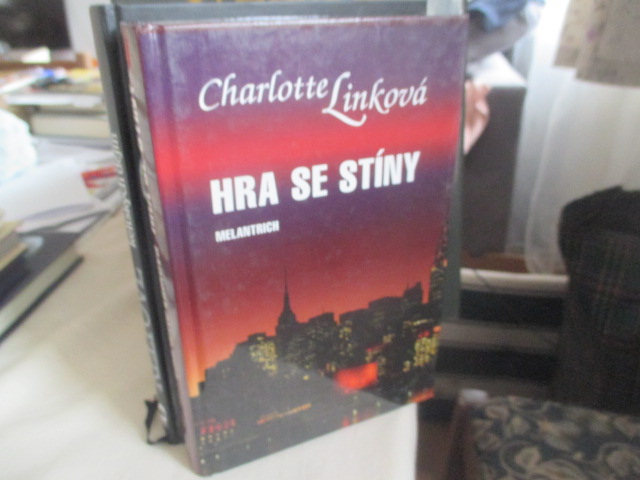 Charlotte Linková
HRA SE STÍNY
MELANTRICH